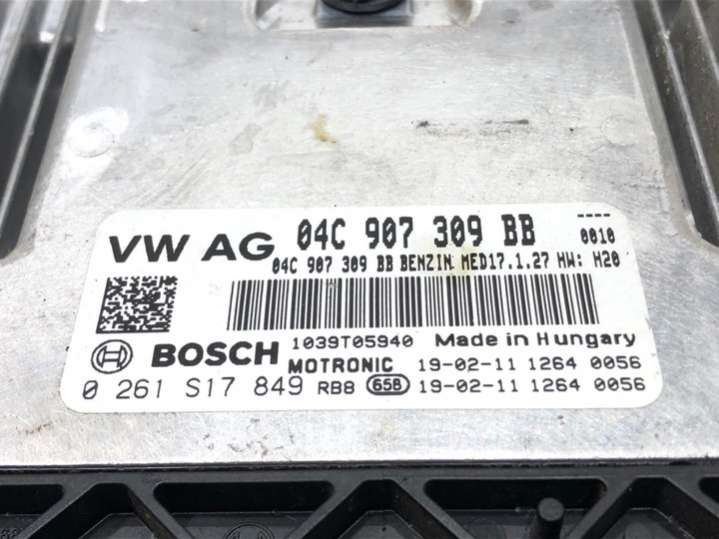 VW AG 04C 907 309 BB ----
04C 907 309 BB BENZIN MED17.1.27 HW: H20 0010
1039T05940 Made in Hungary
BOSCH MOTRONIC 19-02-11 1264 0056
0 261 S17 849 RB8 65B 19-02-11 1264 0056